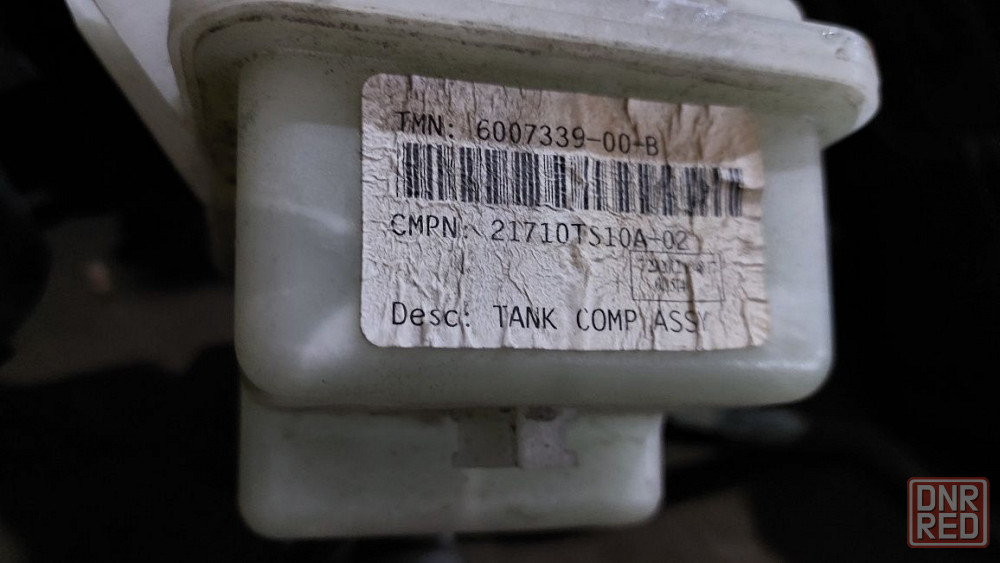 TMN: 6007339-00-B
CMPN: 21710TS10A-02
Desc: TANK COMP ASSY
DNR
RED